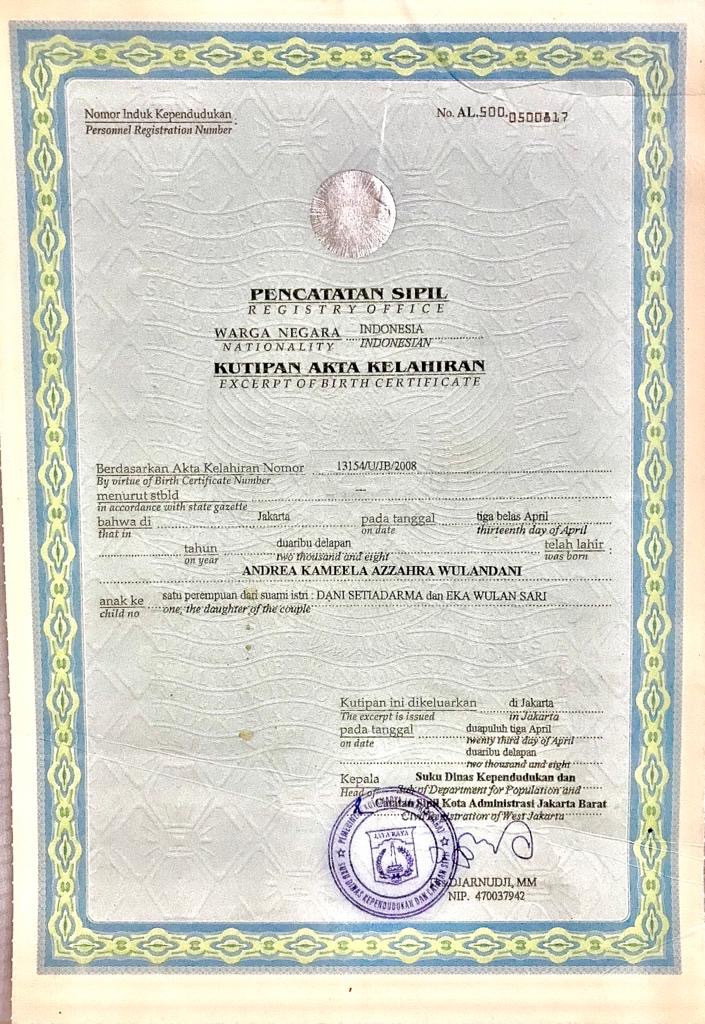 Nomor Induk Kependudukan
Personnel Registration Number
No. AL.500.0500817
PENCATATAN SIPIL
REGISTRY OFFICE
WARGA NEGARA INDONESIA
NATIONALITY INDONESIAN
KUTIPAN AKTA KELAHIRAN
EXCERPT OF BIRTH CERTIFICATE
Berdasarkan Akta Kelahiran Nomor 13154/U/JB/2008
By virtue of Birth Certificate Number
menurut stbld ---
in accordance with state gazette
bahwa di Jakarta pada tanggal tiga belas April
that in on date thirteenth day of April
tahun duaribu delapan telah lahir
on year two thousand and eight was born
ANDREA KAMEELA AZZAHRA WULANDANI
anak ke satu perempuan dari suami istri : DANI SETIADARMA dan EKA WULAN SARI
child no one, the daughter of the couple
Kutipan ini dikeluarkan di Jakarta
The excerpt is issued in Jakarta
pada tanggal duapuluh tiga April
on date twenty third day of April
duaribu delapan
two thousand and eight
Kepala Suku Dinas Kependudukan dan
Head of Sub of Department for Population and
Catatan Sipil Kota Administrasi Jakarta Barat
Civil Registration of West Jakarta
JAYA RAYA
SUKU DINAS KEPENDUDUKAN DAN CATATAN SIPIL
DJARNUDJI, MM
NIP. 470037942